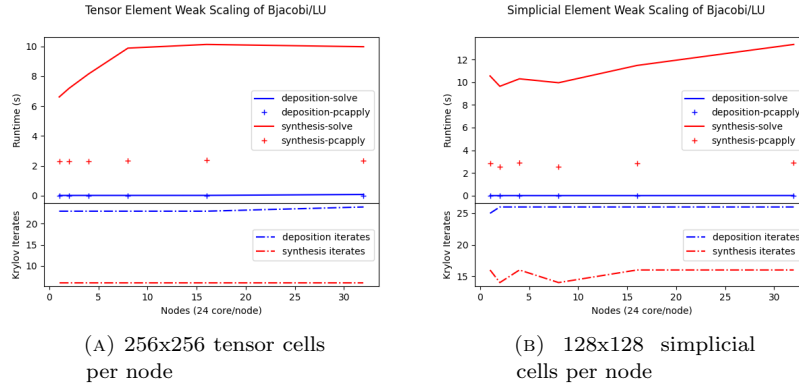 Tensor Element Weak Scaling of Bjacobi/LU
10
8
6
4
2
0
Runtime (s)
deposition-solve
deposition-pcapply
synthesis-solve
synthesis-pcapply
20
15
10
Krylov Iterates
deposition iterates
synthesis iterates
0 5 10 15 20 25 30
Nodes (24 core/node)
(A) 256x256 tensor cells
per node
Simplicial Element Weak Scaling of Bjacobi/LU
12
10
8
6
4
2
0
Runtime (s)
deposition-solve
deposition-pcapply
synthesis-solve
synthesis-pcapply
25
20
15
Krylov Iterates
deposition iterates
synthesis iterates
0 5 10 15 20 25 30
Nodes (24 core/node)
(B) 128x128 simplicial
cells per node